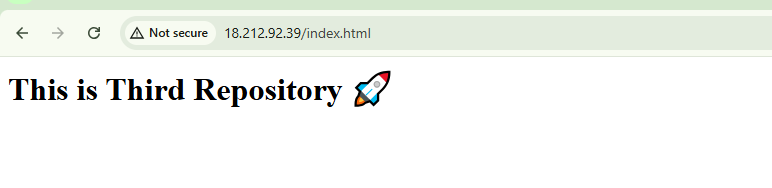 Not secure 18.212.92.39/index.html
This is Third Repository 🚀